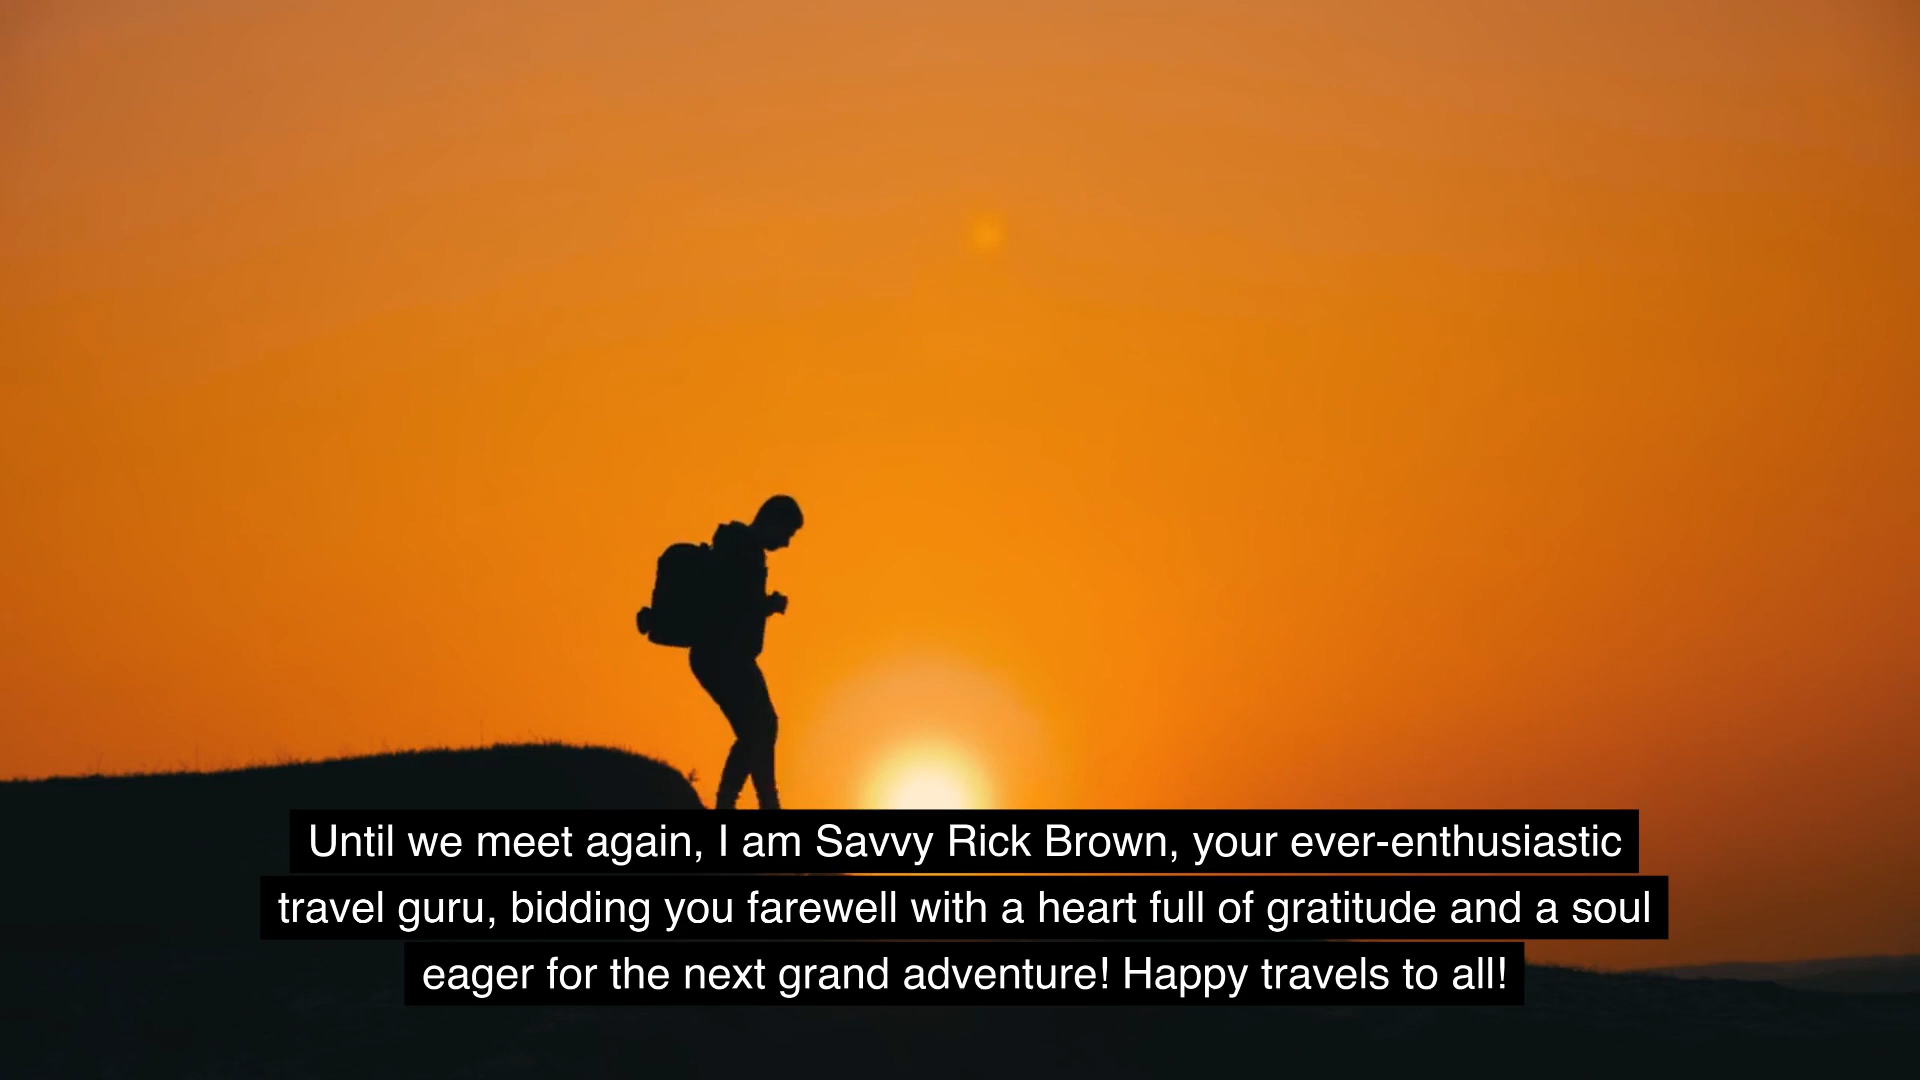 Until we meet again, I am Savvy Rick Brown, your ever-enthusiastic
travel guru, bidding you farewell with a heart full of gratitude and a soul
eager for the next grand adventure! Happy travels to all!